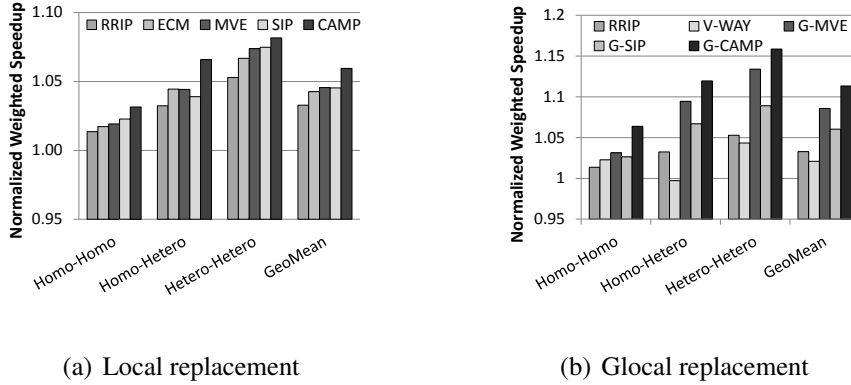 Normalized Weighted Speedup
1.10
1.05
1.00
0.95
RRIP ECM MVE SIP CAMP
Homo-Homo
Homo-Hetero
Hetero-Hetero
GeoMean
(a) Local replacement
Normalized Weighted Speedup
1.2
1.15
1.1
1.05
1
0.95
RRIP V-WAY G-MVE
G-SIP G-CAMP
Homo-Homo
Homo-Hetero
Hetero-Hetero
GeoMean
(b) Glocal replacement